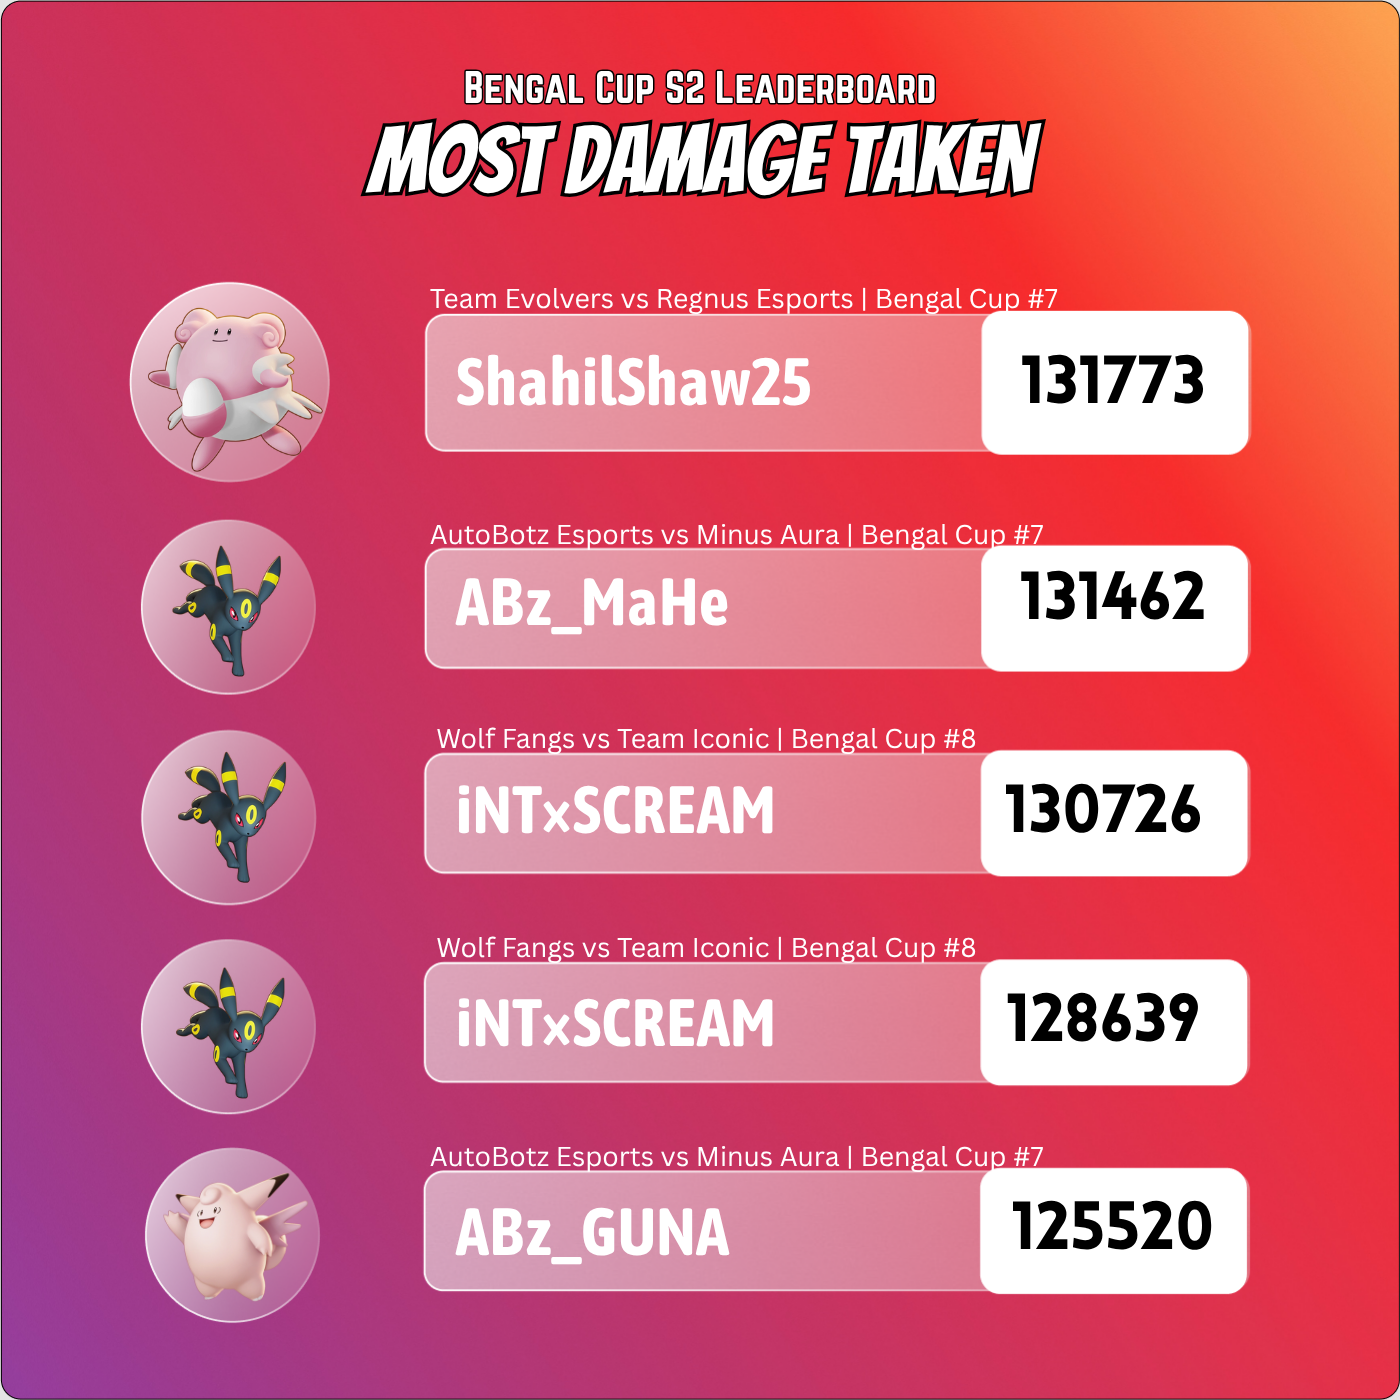 Bengal Cup S2 Leaderboard
MOST DAMAGE TAKEN
Team Evolvers vs Regnus Esports | Bengal Cup #7
ShahilShaw25
131773
AutoBotz Esports vs Minus Aura | Bengal Cup #7
ABz_MaHe
131462
Wolf Fangs vs Team Iconic | Bengal Cup #8
iNTxSCREAM
130726
Wolf Fangs vs Team Iconic | Bengal Cup #8
iNTxSCREAM
128639
AutoBotz Esports vs Minus Aura | Bengal Cup #7
ABz_GUNA
125520